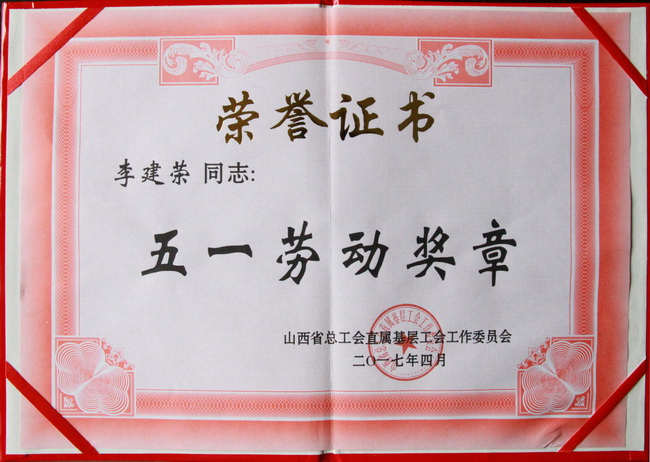 荣誉证书
李建荣 同志:
五一劳动奖章
山西省总工会直属基层工会工作委员会
二〇一七年四月